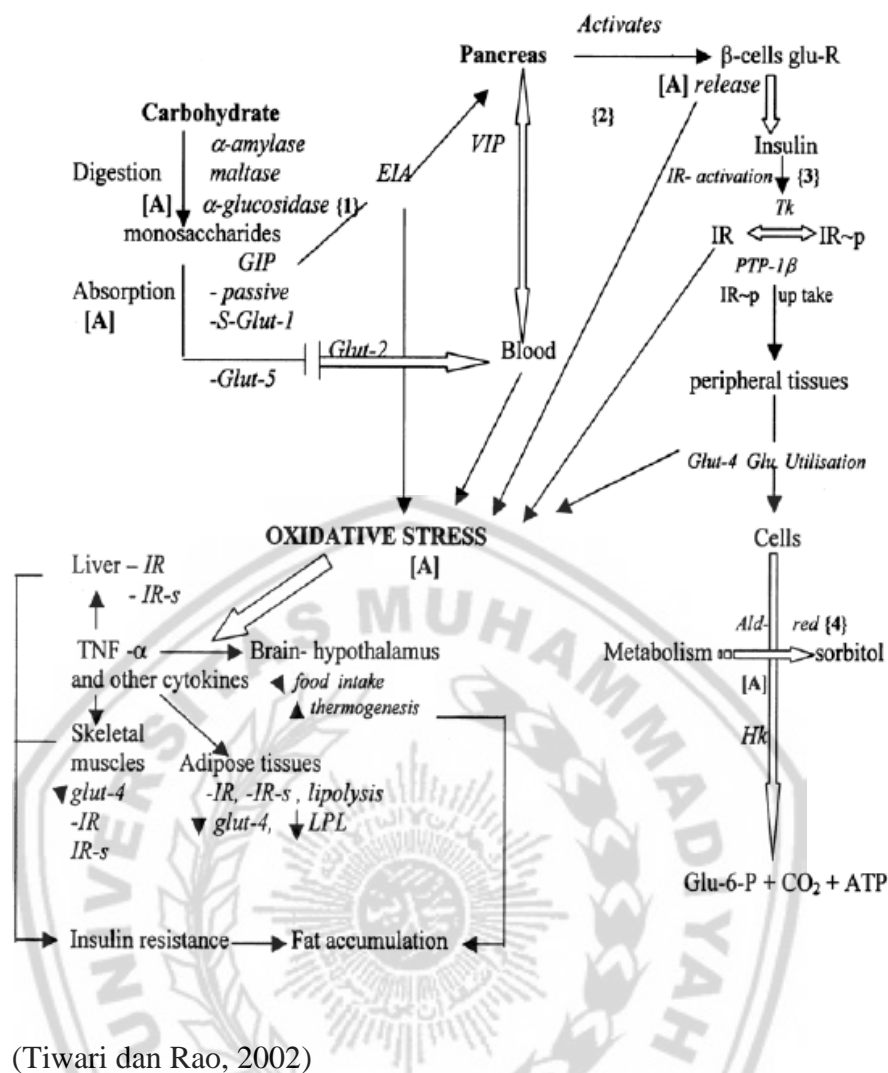 Activates
Pancreas
β-cells glu-R
[A] release
{2}
Carbohydrate
α-amylase
VIP
Insulin
Digestion
maltase
EIA
IR- activation {3}
[A]
α-glucosidase {1}
Tk
monosaccharides
IR
IR~p
GIP
PTP-1β
Absorption
- passive
IR~p up take
[A]
-S-Glut-1
Glut-2
Blood
-Glut-5
peripheral tissues
Glut-4 Glu Utilisation
OXIDATIVE STRESS
Cells
[A]
Liver – IR
- IR-s
UNIVERSITAS MUHAMMADIYAH
Ald- red {4}
TNF -α
Brain- hypothalamus
Metabolism
sorbitol
and other cytokines
food intake
[A]
thermogenesis
Skeletal
Hk
muscles
Adipose tissues
glut-4
-IR, -IR-s , lipolysis
-IR
glut-4,
LPL
IR-s
Glu-6-P + CO₂ + ATP
Insulin resistance
Fat accumulation
(Tiwari dan Rao, 2002)